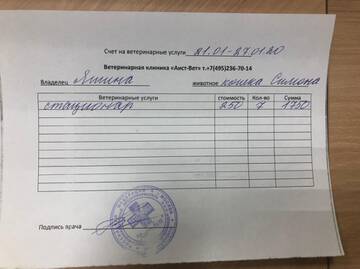 Счет на ветеринарные услуги 21.01-27.01.20
Ветеринарная клиника «Аист-Вет» т.+7(495)236-70-14
Владелец Яшина животное кошка Симона
Ветеринарные услуги стоимость Кол-во Сумма
стационар 250 7 1750
Подпись врача